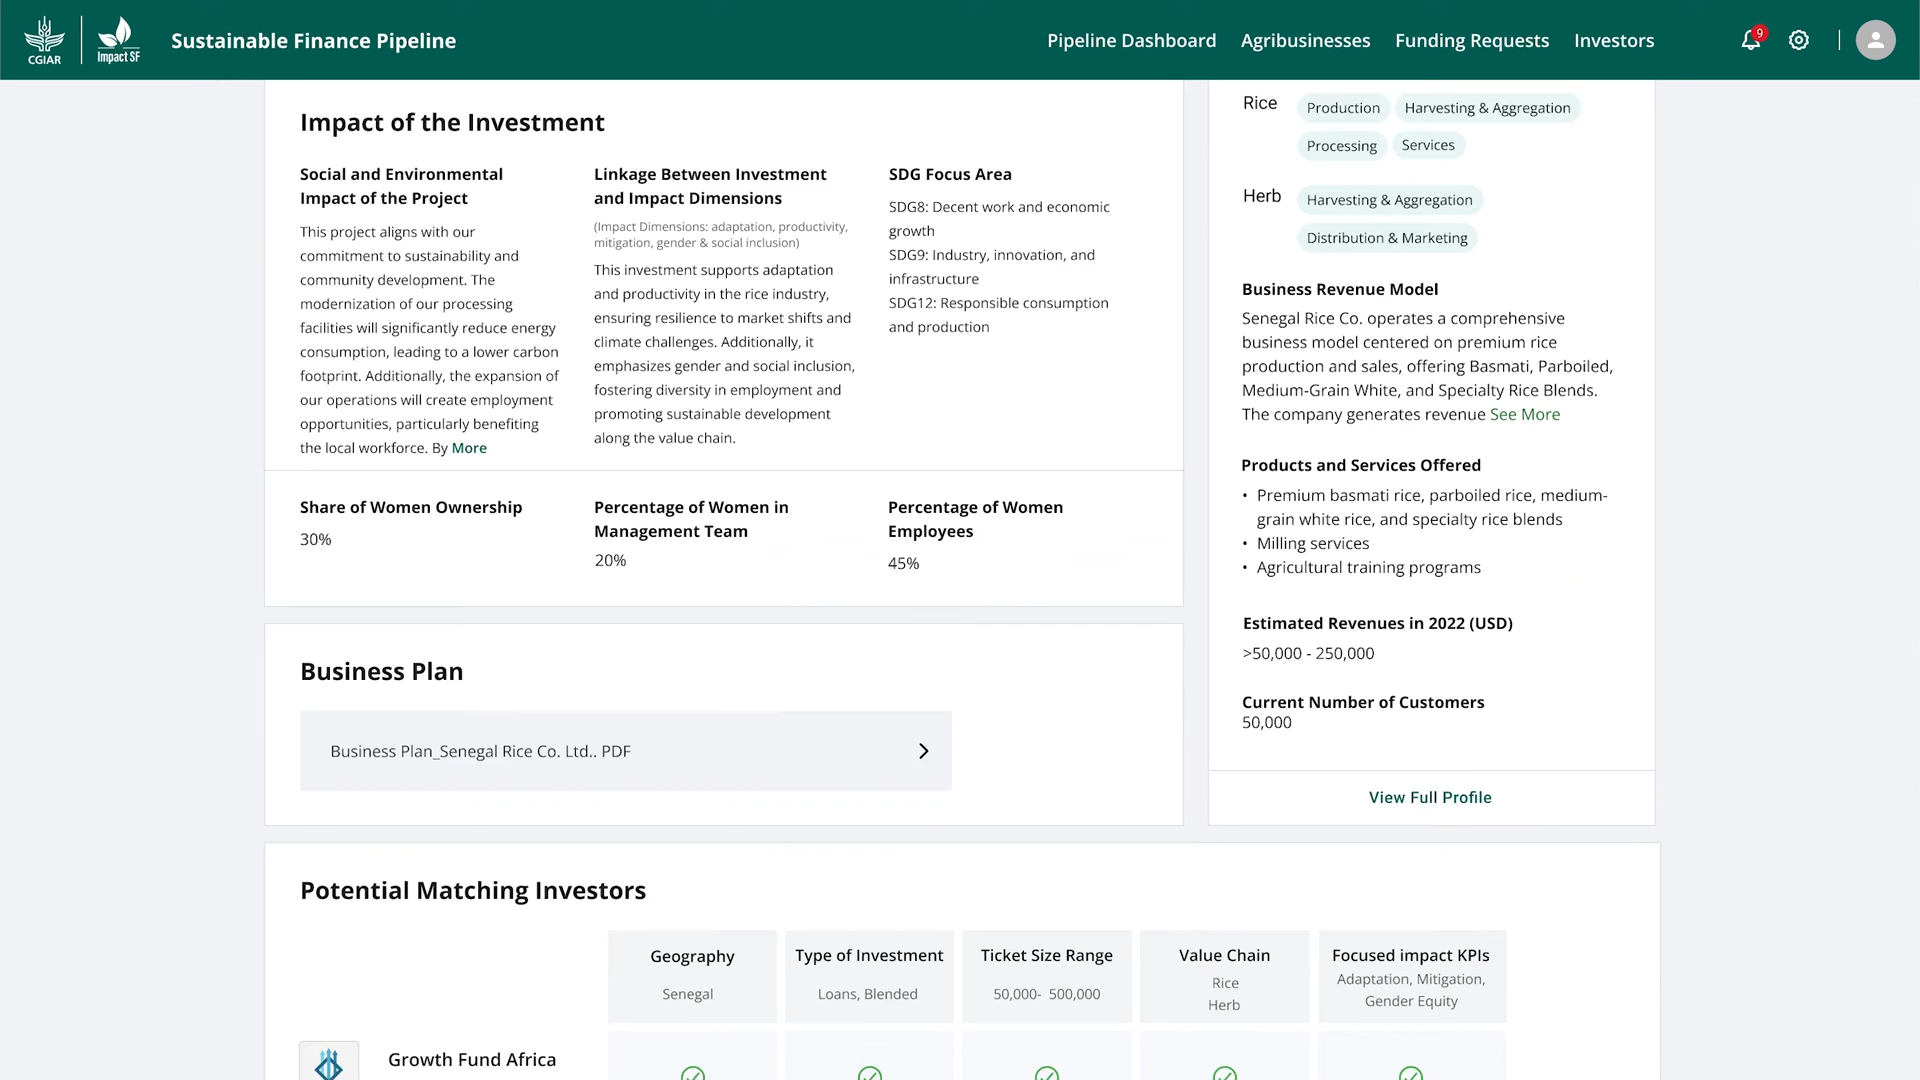 CGIAR
Impact SF
Sustainable Finance Pipeline
Pipeline Dashboard
Agribusinesses
Funding Requests
Investors
9
Impact of the Investment
Social and Environmental
Impact of the Project
This project aligns with our
commitment to sustainability and
community development. The
modernization of our processing
facilities will significantly reduce energy
consumption, leading to a lower carbon
footprint. Additionally, the expansion of
our operations will create employment
opportunities, particularly benefiting
the local workforce. By More
Linkage Between Investment
and Impact Dimensions
(Impact Dimensions: adaptation, productivity,
mitigation, gender & social inclusion)
This investment supports adaptation
and productivity in the rice industry,
ensuring resilience to market shifts and
climate challenges. Additionally, it
emphasizes gender and social inclusion,
fostering diversity in employment and
promoting sustainable development
along the value chain.
SDG Focus Area
SDG8: Decent work and economic
growth
SDG9: Industry, innovation, and
infrastructure
SDG12: Responsible consumption
and production
Share of Women Ownership
30%
Percentage of Women in
Management Team
20%
Percentage of Women
Employees
45%
Business Plan
Business Plan_Senegal Rice Co. Ltd.. PDF
Rice
Production
Harvesting & Aggregation
Processing
Services
Herb
Harvesting & Aggregation
Distribution & Marketing
Business Revenue Model
Senegal Rice Co. operates a comprehensive
business model centered on premium rice
production and sales, offering Basmati, Parboiled,
Medium-Grain White, and Specialty Rice Blends.
The company generates revenue See More
Products and Services Offered
• Premium basmati rice, parboiled rice, medium-
grain white rice, and specialty rice blends
• Milling services
• Agricultural training programs
Estimated Revenues in 2022 (USD)
>50,000 - 250,000
Current Number of Customers
50,000
View Full Profile
Potential Matching Investors
Geography
Senegal
Type of Investment
Loans, Blended
Ticket Size Range
50,000- 500,000
Value Chain
Rice
Herb
Focused impact KPIs
Adaptation, Mitigation,
Gender Equity
Growth Fund Africa